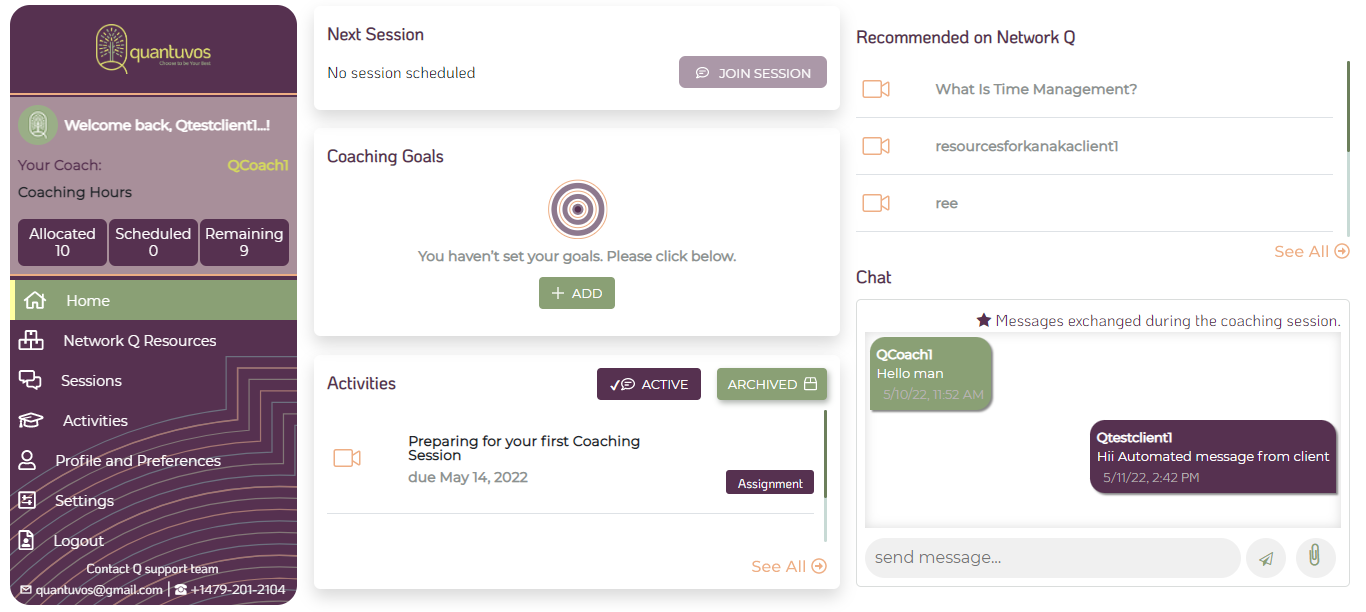 quantuvos
Choose to be Your Best
Welcome back, Qtestclient1...!
Your Coach: QCoach1
Coaching Hours
Allocated Scheduled Remaining
10 0 9
Home
Network Q Resources
Sessions
Activities
Profile and Preferences
Settings
Logout
Contact Q support team
quantuvos@gmail.com | +1479-201-2104
Next Session
No session scheduled JOIN SESSION
Coaching Goals
You haven't set your goals. Please click below.
+ ADD
Activities ACTIVE ARCHIVED
Preparing for your first Coaching
Session
due May 14, 2022
Assignment
See All
Recommended on Network Q
What Is Time Management?
resourcesforkanakaclient1
ree
See All
Chat
Messages exchanged during the coaching session.
QCoach1
Hello man
5/10/22, 11:52 AM
Qtestclient1
Hii Automated message from client
5/11/22, 2:42 PM
send message...